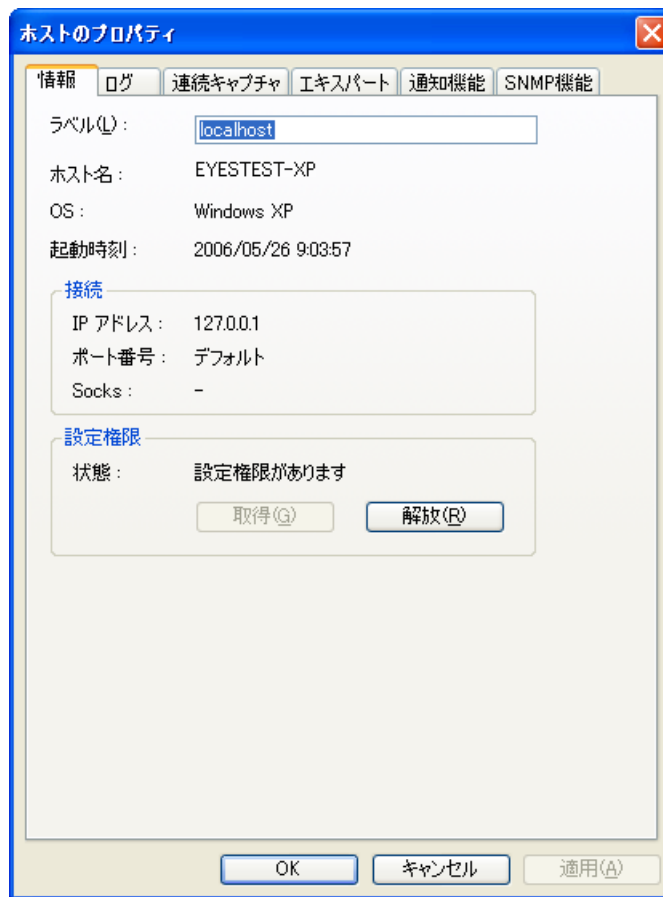 ホストのプロパティ
情報 ログ 連続キャプチャ エキスパート 通知機能 SNMP機能
ラベル(L): localhost
ホスト名: EYESTEST-XP
OS: Windows XP
起動時刻: 2006/05/26 9:03:57
接続
IP アドレス: 127.0.0.1
ポート番号: デフォルト
Socks: -
設定権限
状態: 設定権限があります
取得(G) 解放(R)
OK キャンセル 適用(A)